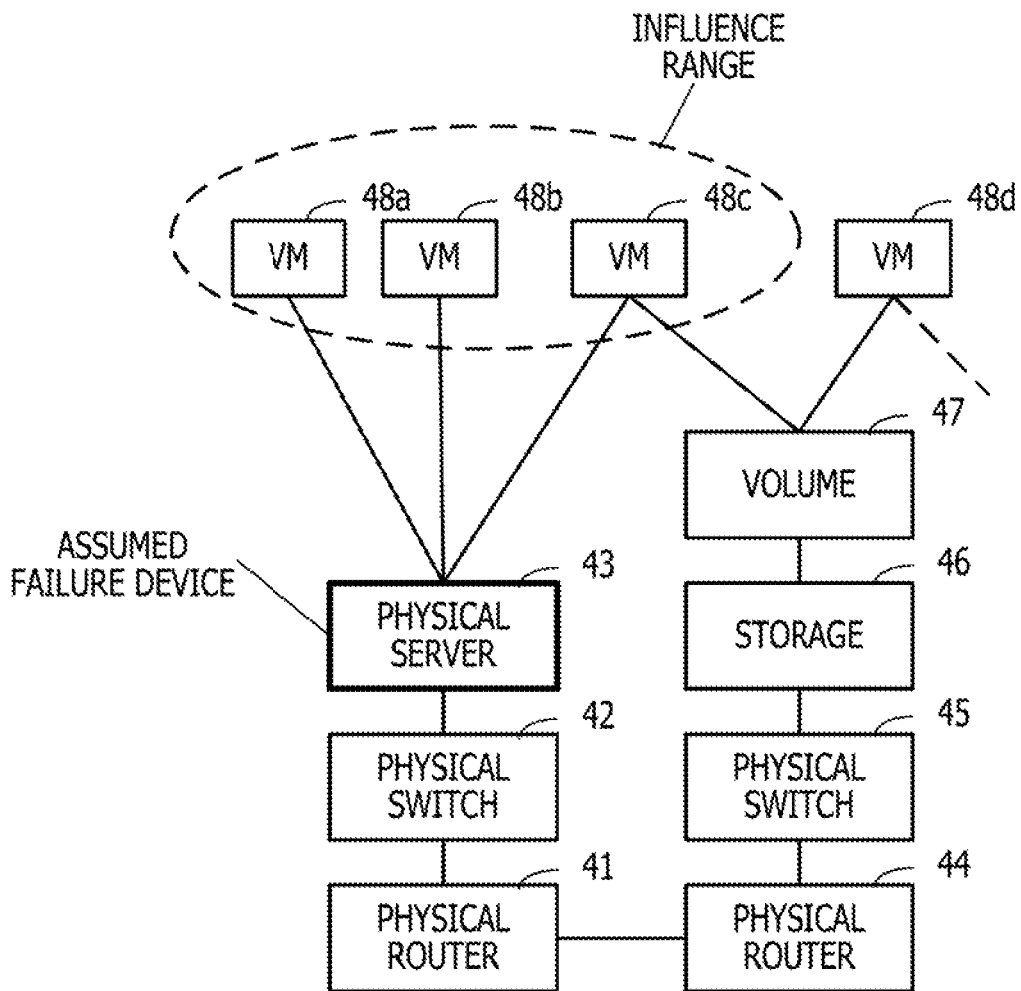 INFLUENCE
RANGE
48a
48b
48c
48d
VM
VM
VM
VM
47
VOLUME
ASSUMED
FAILURE DEVICE
43
46
PHYSICAL
SERVER
STORAGE
42
45
PHYSICAL
SWITCH
PHYSICAL
SWITCH
41
44
PHYSICAL
ROUTER
PHYSICAL
ROUTER